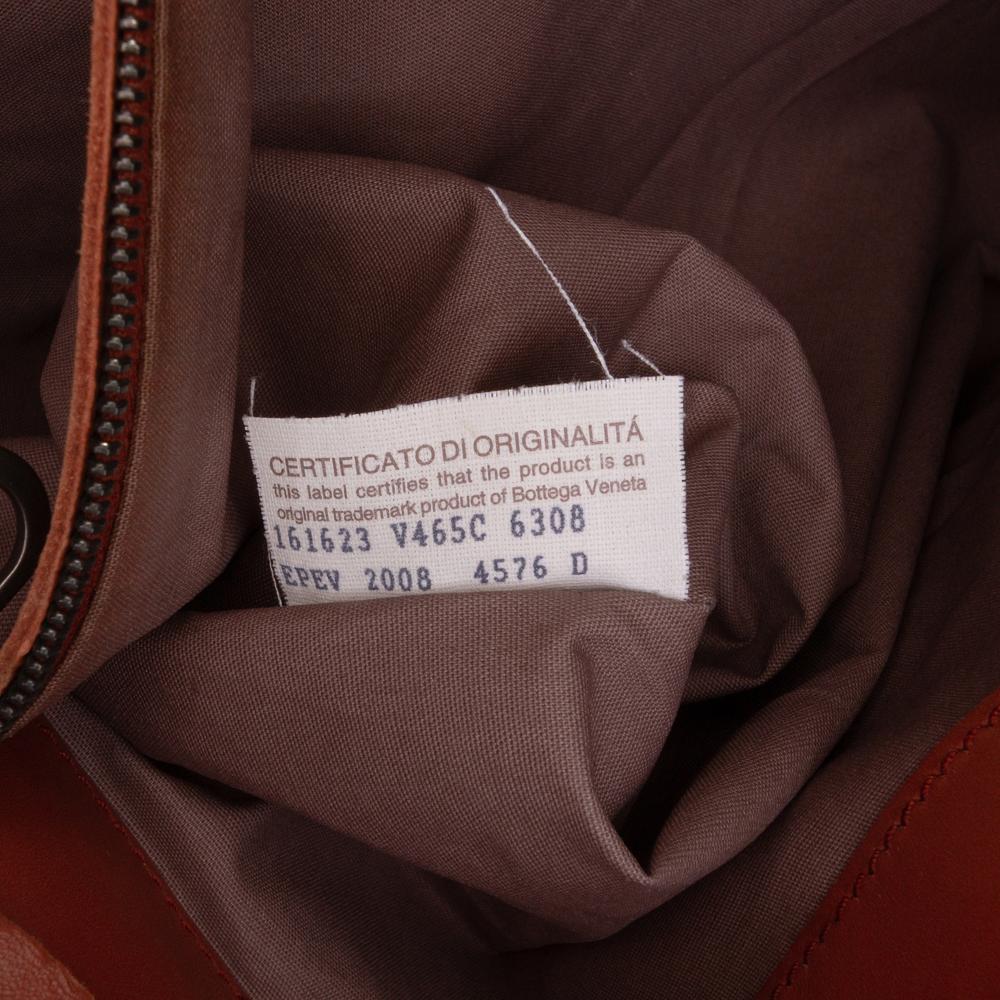 CERTIFICATO DI ORIGINALITÁ
this label certifies that the product is an
original trademark product of Bottega Veneta
161623 V465C 6308
EPEV 2008 4576 D